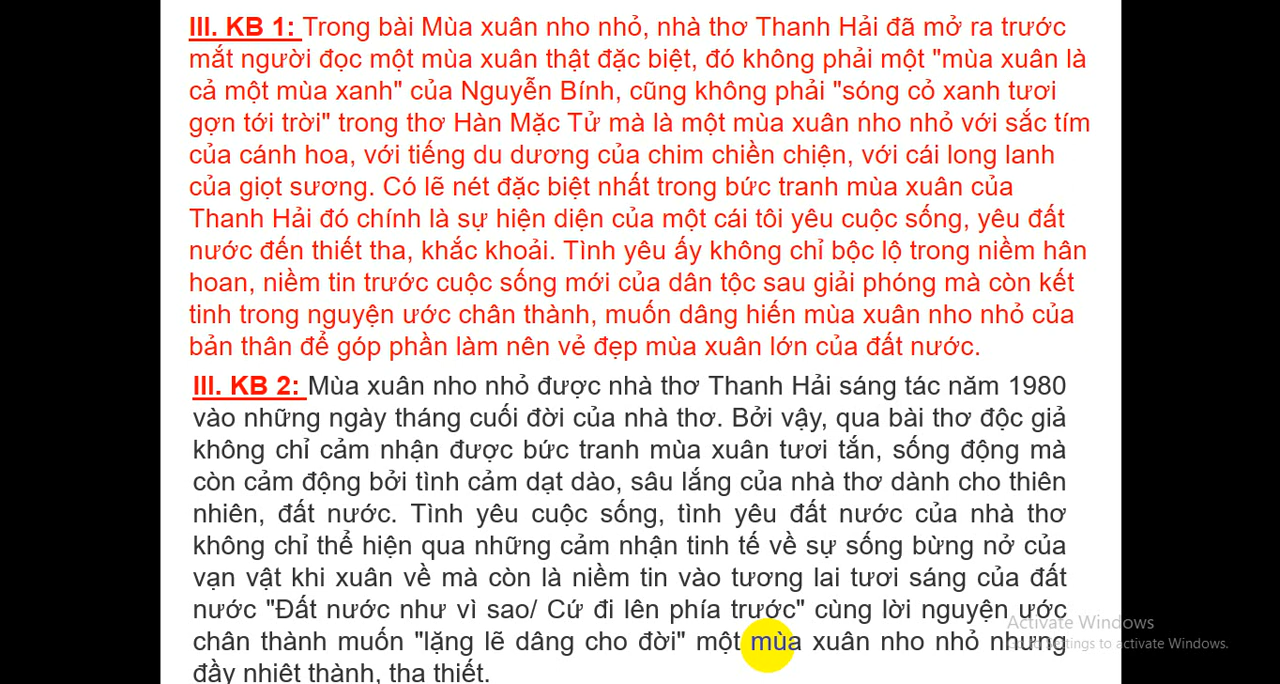 III. KB 1: Trong bài Mùa xuân nho nhỏ, nhà thơ Thanh Hải đã mở ra trước
mắt người đọc một mùa xuân thật đặc biệt, đó không phải một "mùa xuân là
cả một mùa xanh" của Nguyễn Bính, cũng không phải "sóng cỏ xanh tươi
gợn tới trời" trong thơ Hàn Mặc Tử mà là một mùa xuân nho nhỏ với sắc tím
của cánh hoa, với tiếng du dương của chim chiền chiện, với cái long lanh
của giọt sương. Có lẽ nét đặc biệt nhất trong bức tranh mùa xuân của
Thanh Hải đó chính là sự hiện diện của một cái tôi yêu cuộc sống, yêu đất
nước đến thiết tha, khắc khoải. Tình yêu ấy không chỉ bộc lộ trong niềm hân
hoan, niềm tin trước cuộc sống mới của dân tộc sau giải phóng mà còn kết
tinh trong nguyện ước chân thành, muốn dâng hiến mùa xuân nho nhỏ của
bản thân để góp phần làm nên vẻ đẹp mùa xuân lớn của đất nước.
III. KB 2: Mùa xuân nho nhỏ được nhà thơ Thanh Hải sáng tác năm 1980
vào những ngày tháng cuối đời của nhà thơ. Bởi vậy, qua bài thơ độc giả
không chỉ cảm nhận được bức tranh mùa xuân tươi tắn, sống động mà
còn cảm động bởi tình cảm dạt dào, sâu lắng của nhà thơ dành cho thiên
nhiên, đất nước. Tình yêu cuộc sống, tình yêu đất nước của nhà thơ
không chỉ thể hiện qua những cảm nhận tinh tế về sự sống bừng nở của
vạn vật khi xuân về mà còn là niềm tin vào tương lai tươi sáng của đất
nước "Đất nước như vì sao/ Cứ đi lên phía trước" cùng lời nguyện ước
chân thành muốn "lặng lẽ dâng cho đời" một mùa xuân nho nhỏ nhưng
đầy nhiệt thành, tha thiết.
Activate Windows
to activate Windows.